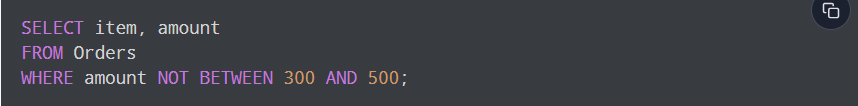 SELECT item, amount
FROM Orders
WHERE amount NOT BETWEEN 300 AND 500;